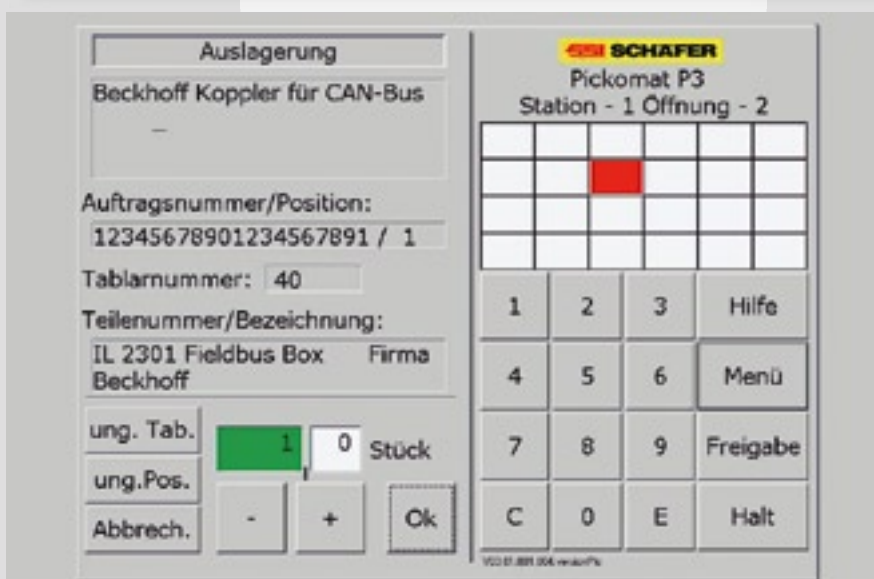 Auslagerung
Beckhoff Koppler für CAN-Bus
_
Auftragsnummer/Position:
12345678901234567891 / 1
Tablarnummer: 40
Teilenummer/Bezeichnung:
IL 2301 Fieldbus Box Firma
Beckhoff
ung. Tab.
ung.Pos.
Abbrech.
1 0 Stück
- + Ok
SSI SCHÄFER
Pickomat P3
Station - 1 Öffnung - 2
1 2 3 Hilfe
4 5 6 Menü
7 8 9 Freigabe
C 0 E Halt